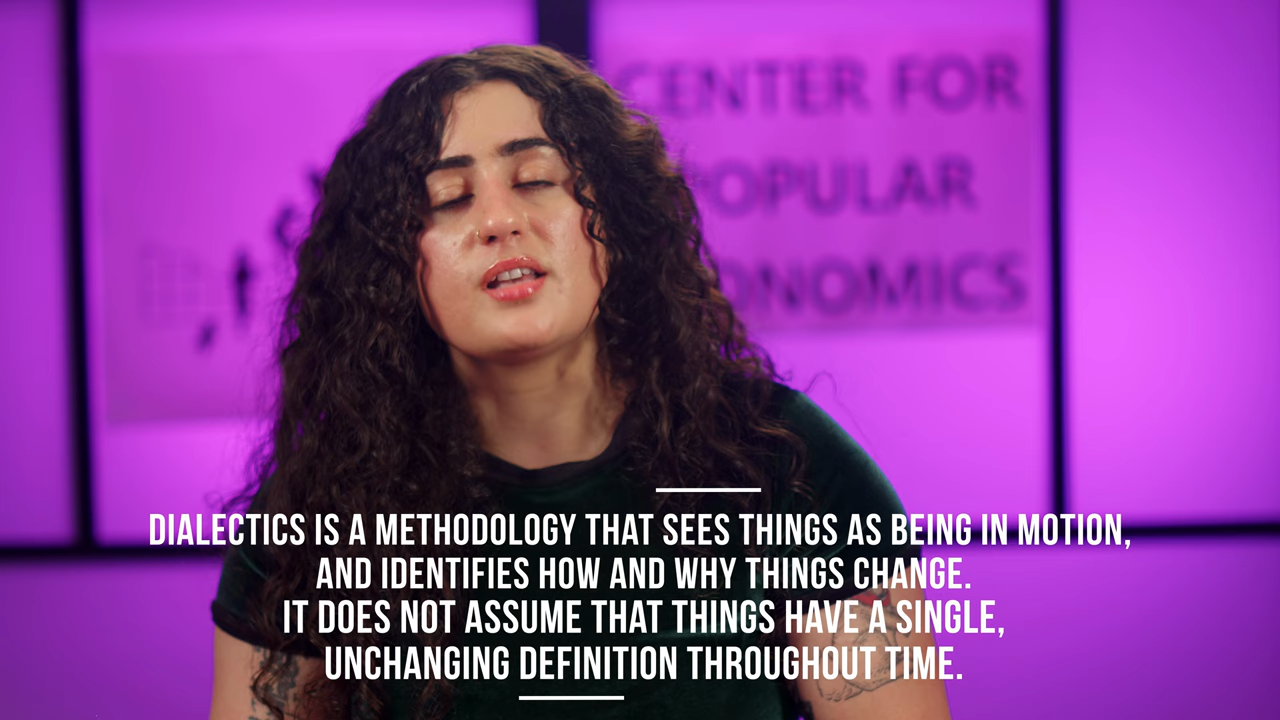 CENTER FOR
OPULAR
ONOMICS
DIALECTICS IS A METHODOLOGY THAT SEES THINGS AS BEING IN MOTION,
AND IDENTIFIES HOW AND WHY THINGS CHANGE.
IT DOES NOT ASSUME THAT THINGS HAVE A SINGLE,
UNCHANGING DEFINITION THROUGHOUT TIME.